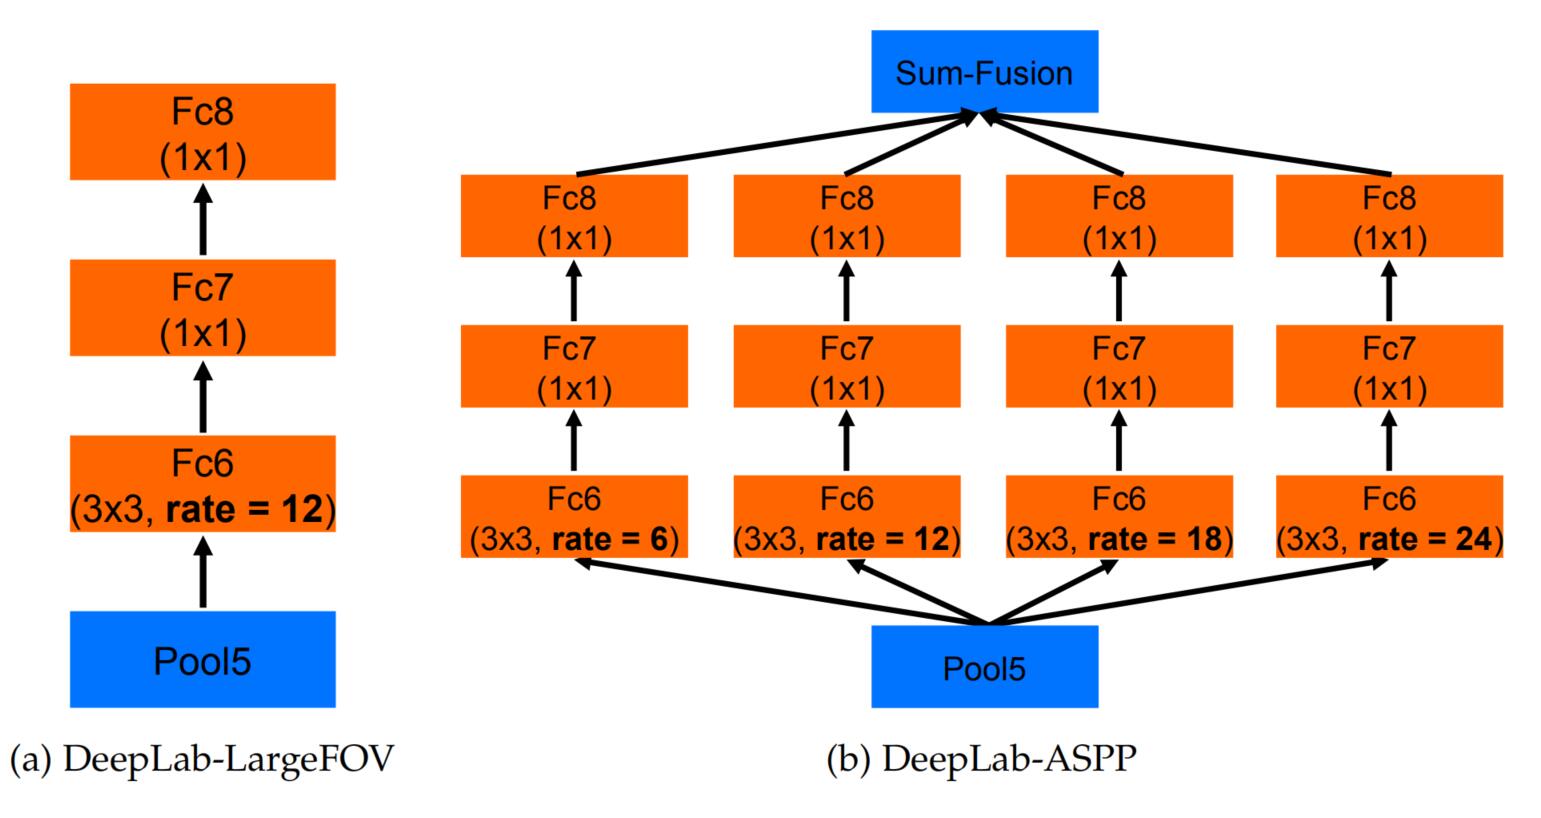 Fc8
(1x1)
Fc7
(1x1)
Fc6
(3x3, rate = 12)
Pool5
(a) DeepLab-LargeFOV
Sum-Fusion
Fc8
(1x1)
Fc8
(1x1)
Fc8
(1x1)
Fc8
(1x1)
Fc7
(1x1)
Fc7
(1x1)
Fc7
(1x1)
Fc7
(1x1)
Fc6
(3x3, rate = 6)
Fc6
(3x3, rate = 12)
Fc6
(3x3, rate = 18)
Fc6
(3x3, rate = 24)
Pool5
(b) DeepLab-ASPP